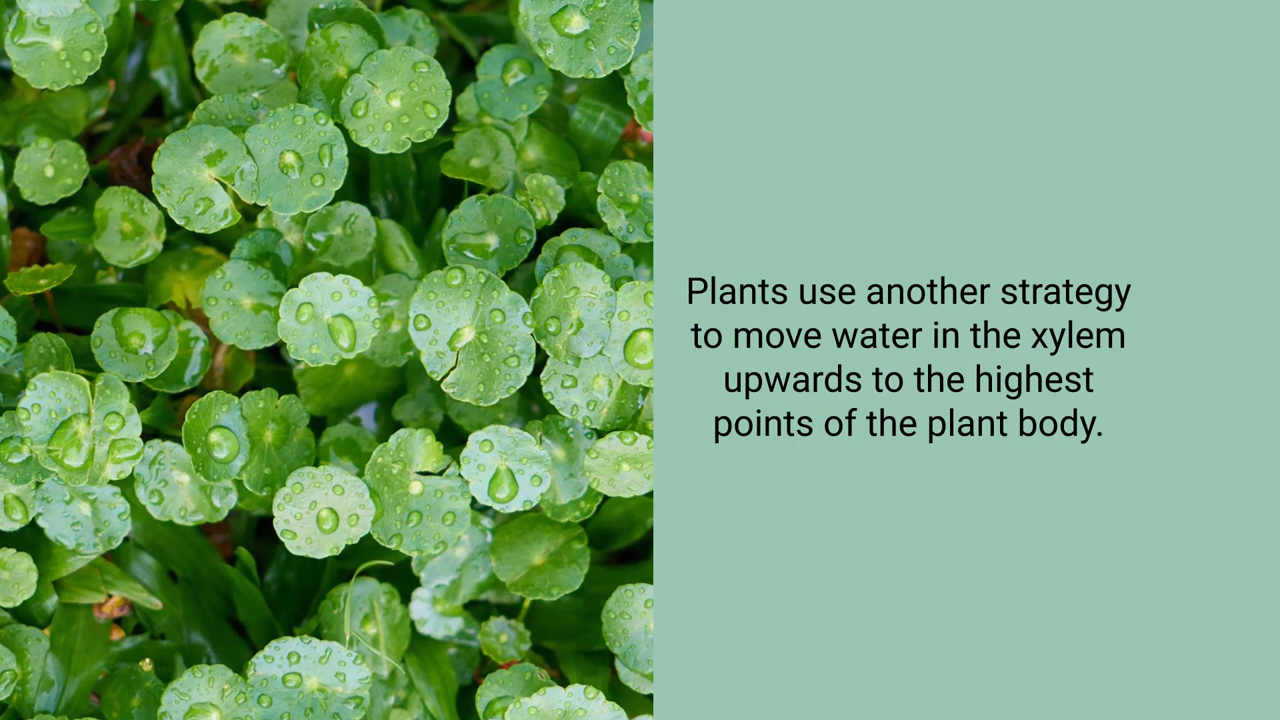 Plants use another strategy
to move water in the xylem
upwards to the highest
points of the plant body.